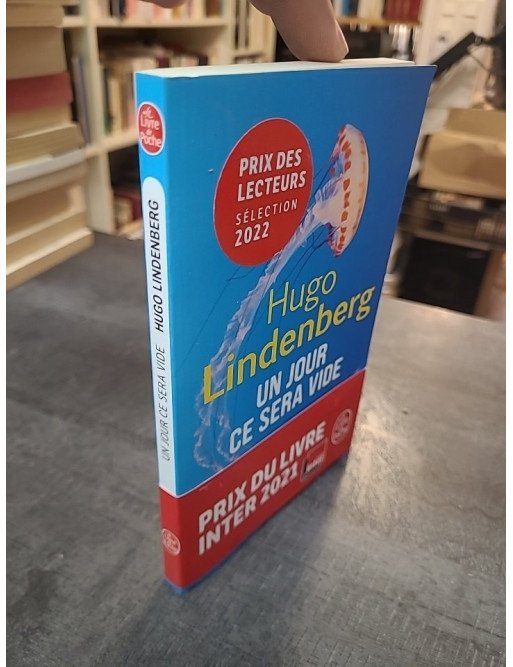 Le
Livre
de
Poche
UN JOUR CE SERA VIDE HUGO LINDENBERG
PRIX DES
LECTEURS
SÉLECTION
2022
Hugo
Lindenberg
UN JOUR
CE SERA VIDE
PRIX DU LIVRE
INTER 2021
inter